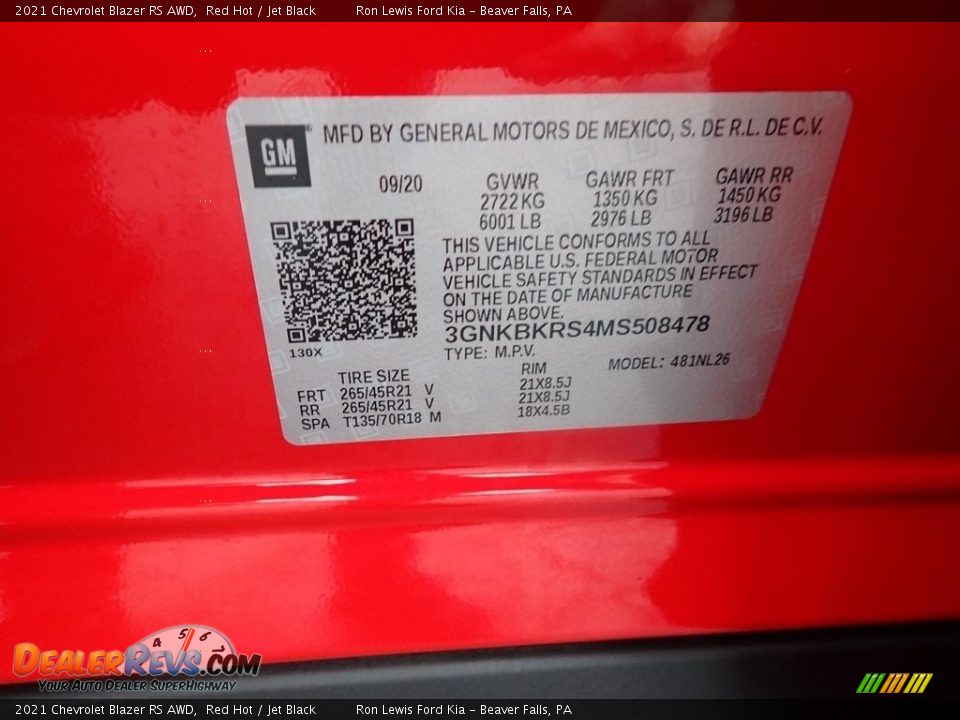 2021 Chevrolet Blazer RS AWD, Red Hot / Jet Black Ron Lewis Ford Kia - Beaver Falls, PA
GM
MFD BY GENERAL MOTORS DE MEXICO, S. DE R.L. DE C.V.
09/20 GVWR GAWR FRT GAWR RR
2722 KG 1350 KG 1450 KG
6001 LB 2976 LB 3196 LB
THIS VEHICLE CONFORMS TO ALL
APPLICABLE U.S. FEDERAL MOTOR
VEHICLE SAFETY STANDARDS IN EFFECT
ON THE DATE OF MANUFACTURE
SHOWN ABOVE.
3GNKBKRS4MS508478
130X TYPE: M.P.V. MODEL: 481NL26
TIRE SIZE RIM
FRT 265/45R21 V 21X8.5J
RR 265/45R21 V 21X8.5J
SPA T135/70R18 M 18X4.5B
4 5 6 7
DEALERREVS.COM
YOUR AUTO DEALER SUPERHIGHWAY
2021 Chevrolet Blazer RS AWD, Red Hot / Jet Black Ron Lewis Ford Kia - Beaver Falls, PA